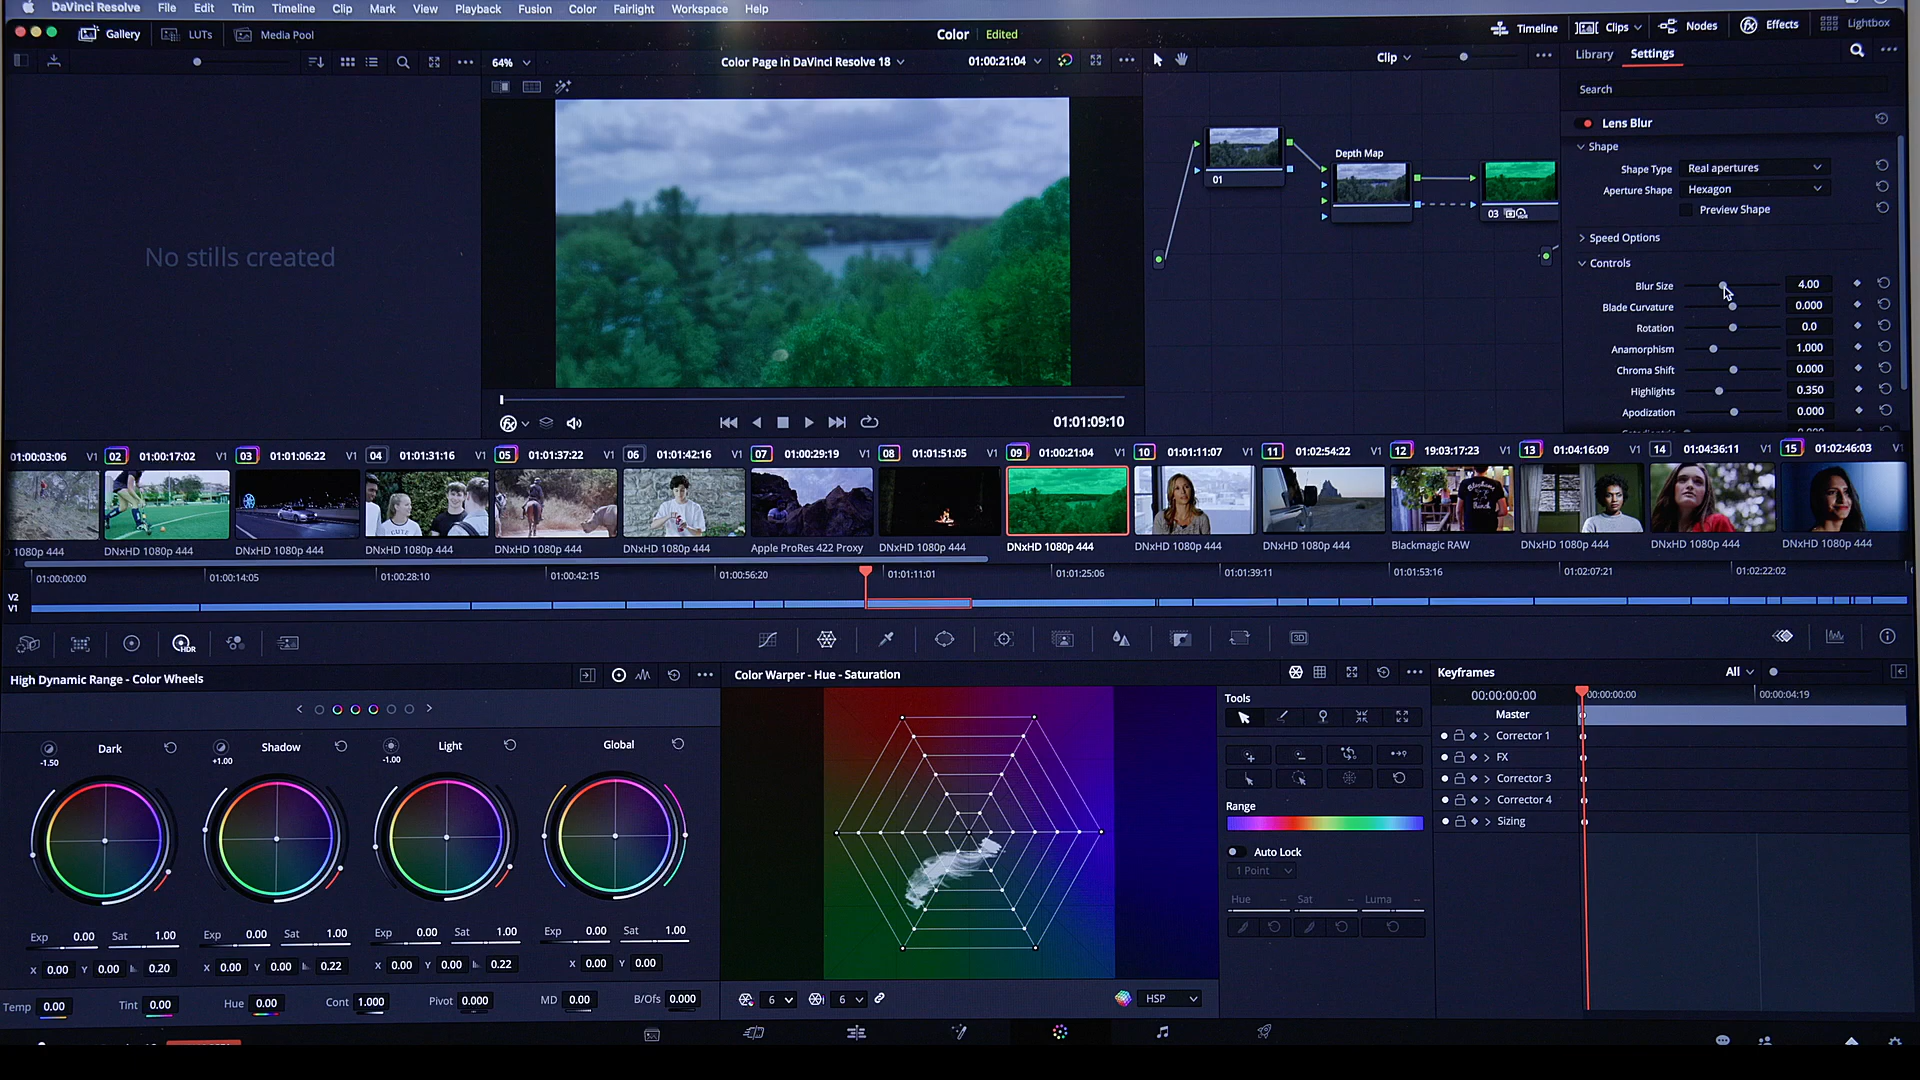 DaVinci Resolve File Edit Trim Timeline Clip Mark View Playback Fusion Color Fairlight Workspace Help
Gallery LUTs Media Pool Color Edited Timeline Clips Nodes Effects Lightbox
64% Color Page in DaVinci Resolve 18 01:00:21:04 Clip Library Settings
Search
Lens Blur
Shape
Shape Type Real apertures
Aperture Shape Hexagon
Preview Shape
Speed Options
Controls
Blur Size 4.00
Blade Curvature 0.000
Rotation 0.0
Anamorphism 1.000
Chroma Shift 0.000
Highlights 0.350
Apodization 0.000
No stills created
01
Depth Map
03
01:01:09:10
01:00:03:06 V1 02 01:00:17:02 V1 03 01:01:06:22 V1 04 01:01:31:16 V1 05 01:01:37:22 V1 06 01:01:42:16 V1 07 01:00:29:19 V1 08 01:01:51:05 V1 09 01:00:21:04 V1 10 01:01:11:07 V1 11 01:02:54:22 V1 12 19:03:17:23 V1 13 01:04:16:09 V1 14 01:04:36:11 V1 15 01:02:46:03 V1
1080p 444 DNxHD 1080p 444 DNxHD 1080p 444 DNxHD 1080p 444 DNxHD 1080p 444 DNxHD 1080p 444 Apple ProRes 422 Proxy DNxHD 1080p 444 DNxHD 1080p 444 DNxHD 1080p 444 DNxHD 1080p 444 Blackmagic RAW DNxHD 1080p 444 DNxHD 1080p 444 DNxHD 1080p 444
01:00:00:00 01:00:14:05 01:00:28:10 01:00:42:15 01:00:56:20 01:01:11:01 01:01:25:06 01:01:39:11 01:01:53:16 01:02:07:21 01:02:22:02
V2
V1
HDR 3D
High Dynamic Range - Color Wheels
Dark Shadow Light Global
-1.50 +1.00 -1.00
Exp 0.00 Sat 1.00 Exp 0.00 Sat 1.00 Exp 0.00 Sat 1.00 Exp 0.00 Sat 1.00
X 0.00 Y 0.00 0.20 X 0.00 Y 0.00 0.22 X 0.00 Y 0.00 0.22 X 0.00 Y 0.00
Temp 0.00 Tint 0.00 Hue 0.00 Cont 1.000 Pivot 0.000 MD 0.00 B/Ofs 0.000
Color Warper - Hue - Saturation
6 6 HSP
Tools
Range
Auto Lock
1 Point
Hue -- Sat -- Luma --
Keyframes All
00:00:00:00 00:00:00:00 00:00:04:19
Master
Corrector 1
FX
Corrector 3
Corrector 4
Sizing